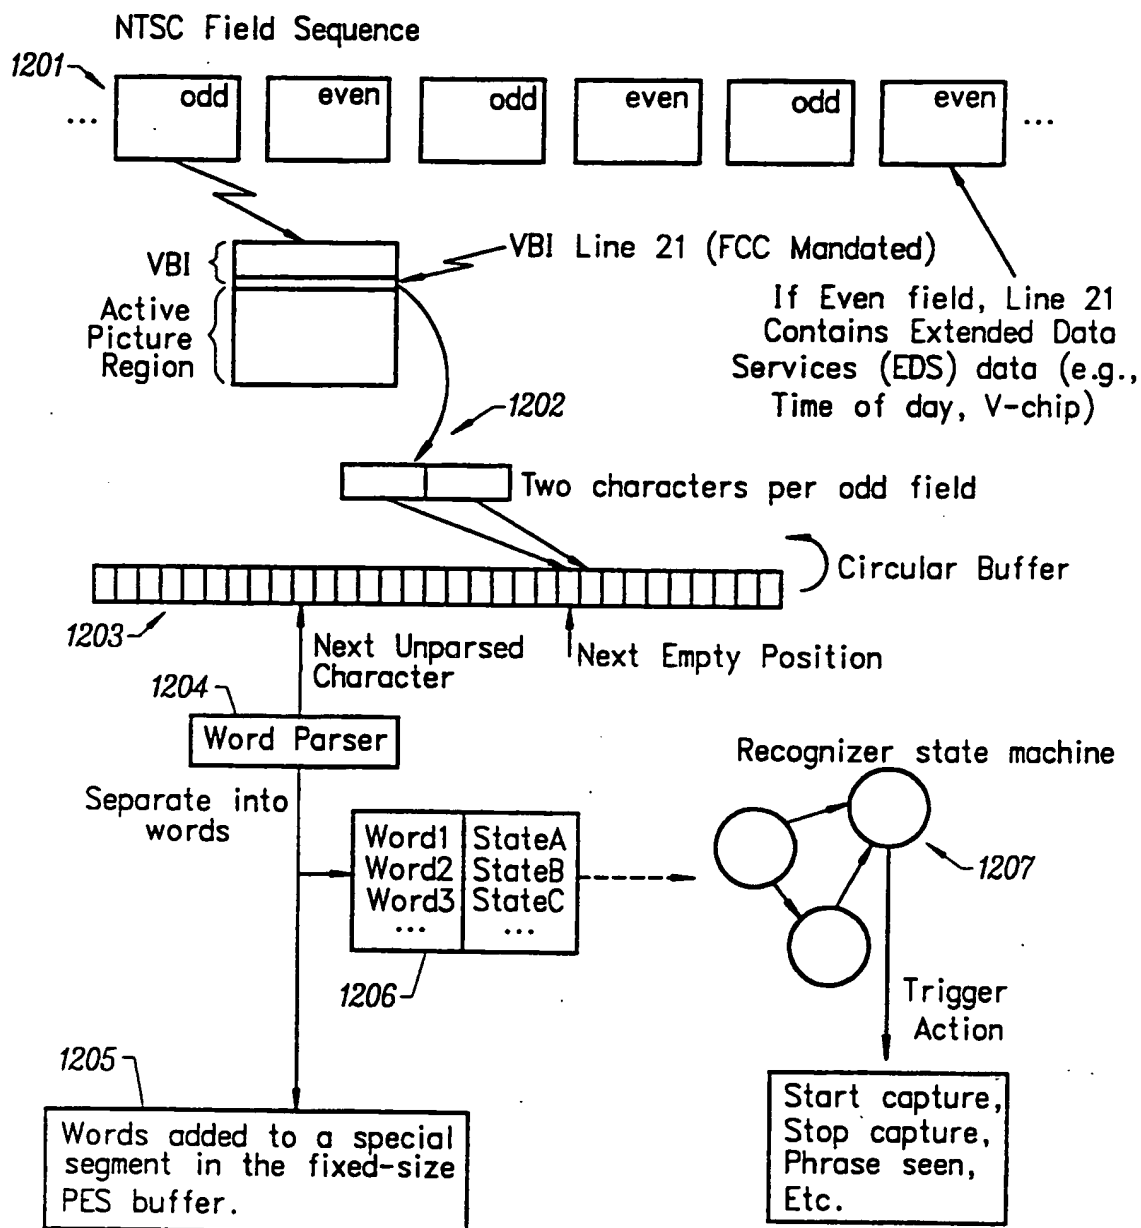 NTSC Field Sequence
1201
... odd even odd even odd even ...
VBI
VBI Line 21 (FCC Mandated)
Active
Picture
Region
If Even field, Line 21
Contains Extended Data
Services (EDS) data (e.g.,
Time of day, V-chip)
1202
Two characters per odd field
Circular Buffer
1203
Next Unparsed
Character
Next Empty Position
1204
Word Parser
Separate into
words
Word1 StateA
Word2 StateB
Word3 StateC
... ...
1206
Recognizer state machine
1207
Trigger
Action
1205
Words added to a special
segment in the fixed-size
PES buffer.
Start capture,
Stop capture,
Phrase seen,
Etc.